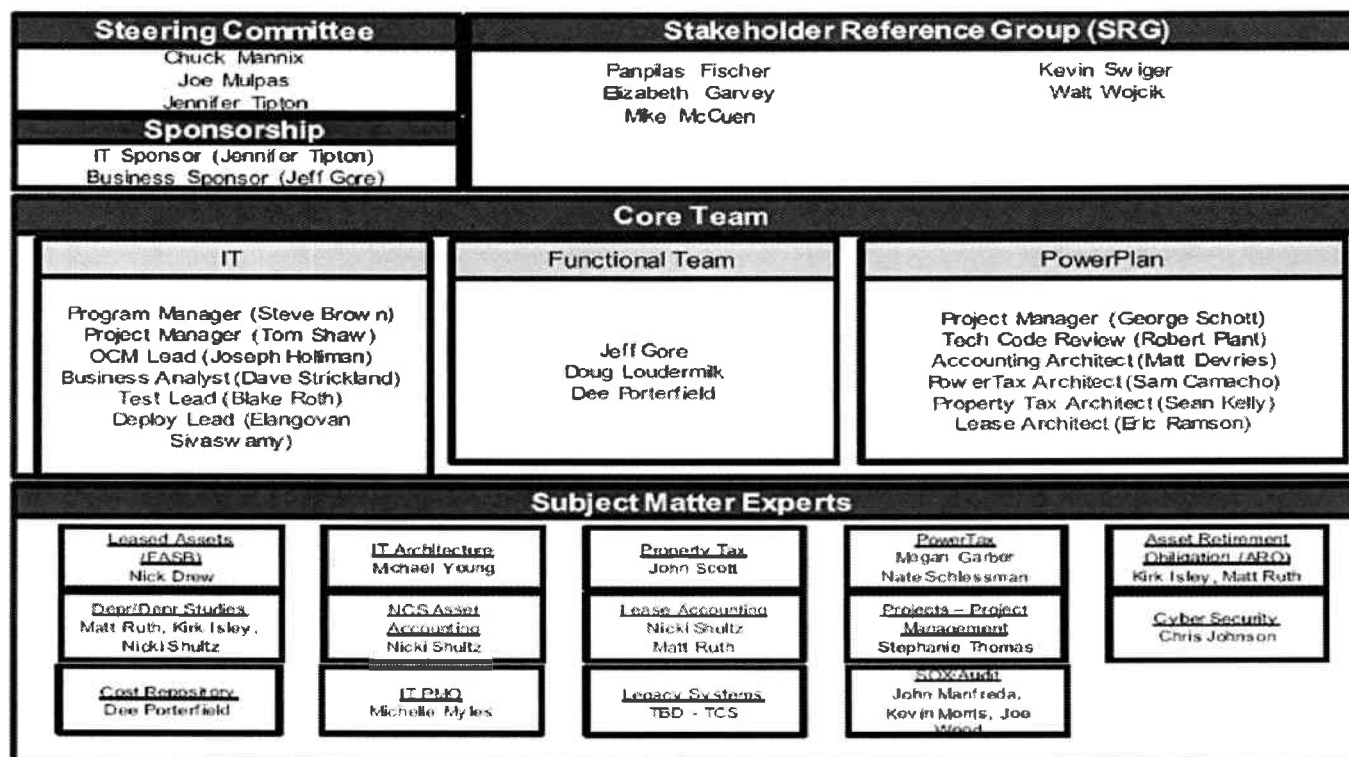 Steering Committee
Chuck Mannix
Joe Mulpas
Jennifer Tipton
Sponsorship
IT Sponsor (Jennifer Tipton)
Business Sponsor (Jeff Gore)
Stakeholder Reference Group (SRG)
Panpilas Fischer
Elizabeth Garvey
Mike McCuen
Kevin Swiger
Walt Wojcik
Core Team
IT
Program Manager (Steve Brown)
Project Manager (Tom Shaw)
OCM Lead (Joseph Holliman)
Business Analyst (Dave Strickland)
Test Lead (Blake Roth)
Deploy Lead (Elangovan
Sivaswamy)
Functional Team
Jeff Gore
Doug Loudermilk
Dee Porterfield
PowerPlan
Project Manager (George Schott)
Tech Code Review (Robert Plant)
Accounting Architect (Matt Devries)
PowerTax Architect (Sam Camacho)
Property Tax Architect (Sean Kelly)
Lease Architect (Eric Ramson)
Subject Matter Experts
Leased Assets
(FASB)
Nick Drew
IT Architecture
Michael Young
Property Tax
John Scott
PowerTax
Megan Garber
Nate Schlessman
Asset Retirement
Obligation (ARO)
Kirk Isley, Matt Ruth
Depr/Depr Studies
Matt Ruth, Kirk Isley,
Nicki Shultz
NCS Asset
Accounting
Nicki Shultz
Lease Accounting
Nicki Shultz
Matt Ruth
Projects – Project
Management
Stephanie Thomas
Cyber Security
Chris Johnson
Cost Repository
Dee Porterfield
IT PMO
Michelle Myles
Legacy Systems
TBD - TCS
SOX/Audit
John Manfreda,
Kevin Morris, Joe
Wood